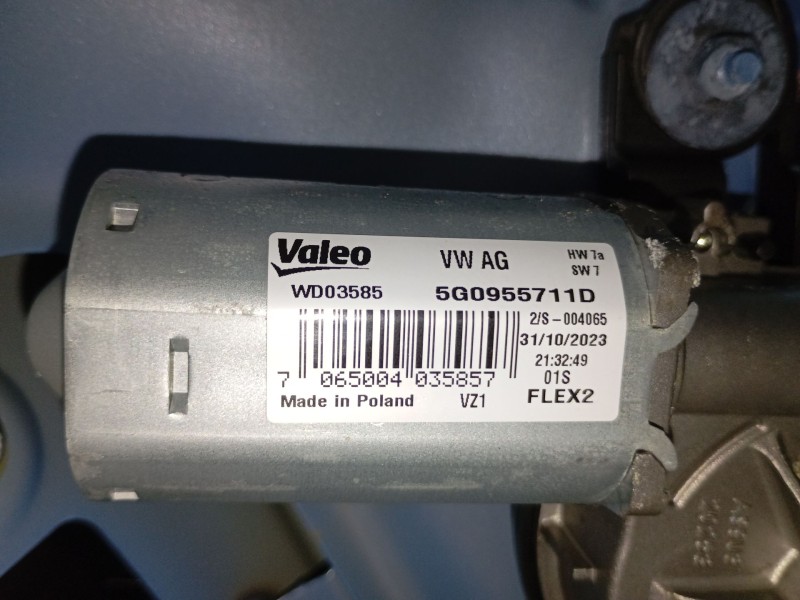 Valeo VW AG HW 7a
SW 7
WD03585 5G0955711D
2/S-004065
31/10/2023
21:32:49
7 065004 035857 01S
Made in Poland VZ1 FLEX2